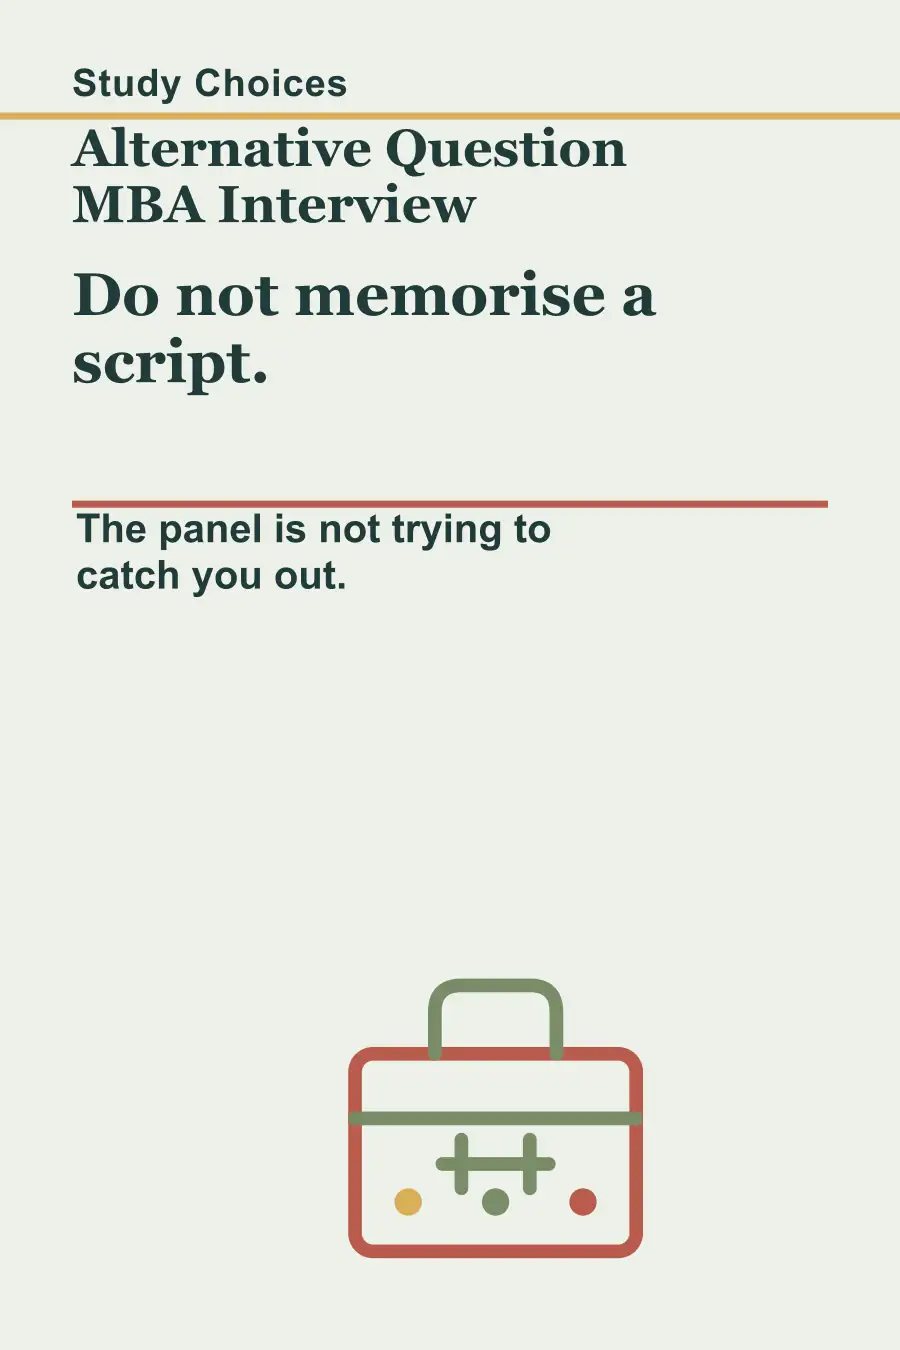 Study Choices
Alternative Question
MBA Interview
Do not memorise a
script.
The panel is not trying to
catch you out.